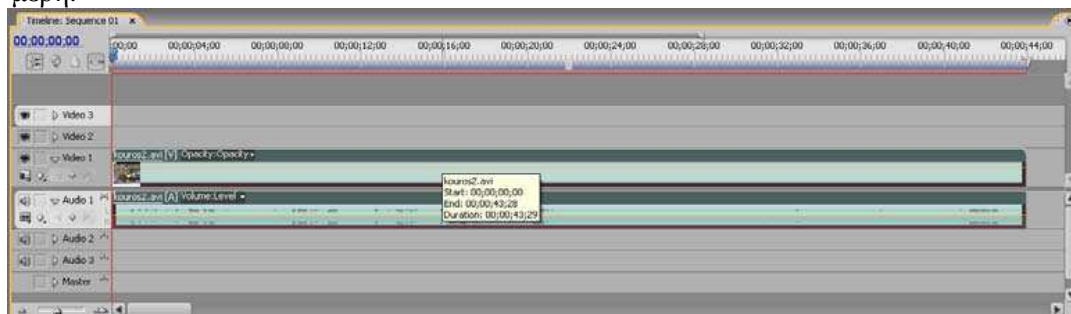 μέρη.
Timeline: Sequence 01 ×
00;00;00;00
;00;00 00;00;04;00 00;00;08;00 00;00;12;00 00;00;16;00 00;00;20;00 00;00;24;00 00;00;28;00 00;00;32;00 00;00;36;00 00;00;40;00 00;00;44;00
Video 3
Video 2
Video 1
kouros2.avi [V] Opacity:Opacity
kouros2.avi
Start: 00;00;00;00
End: 00;00;43;28
Duration: 00;00;43;29
Audio 1
kouros2.avi [A] Volume:Level
Audio 2
Audio 3
Master